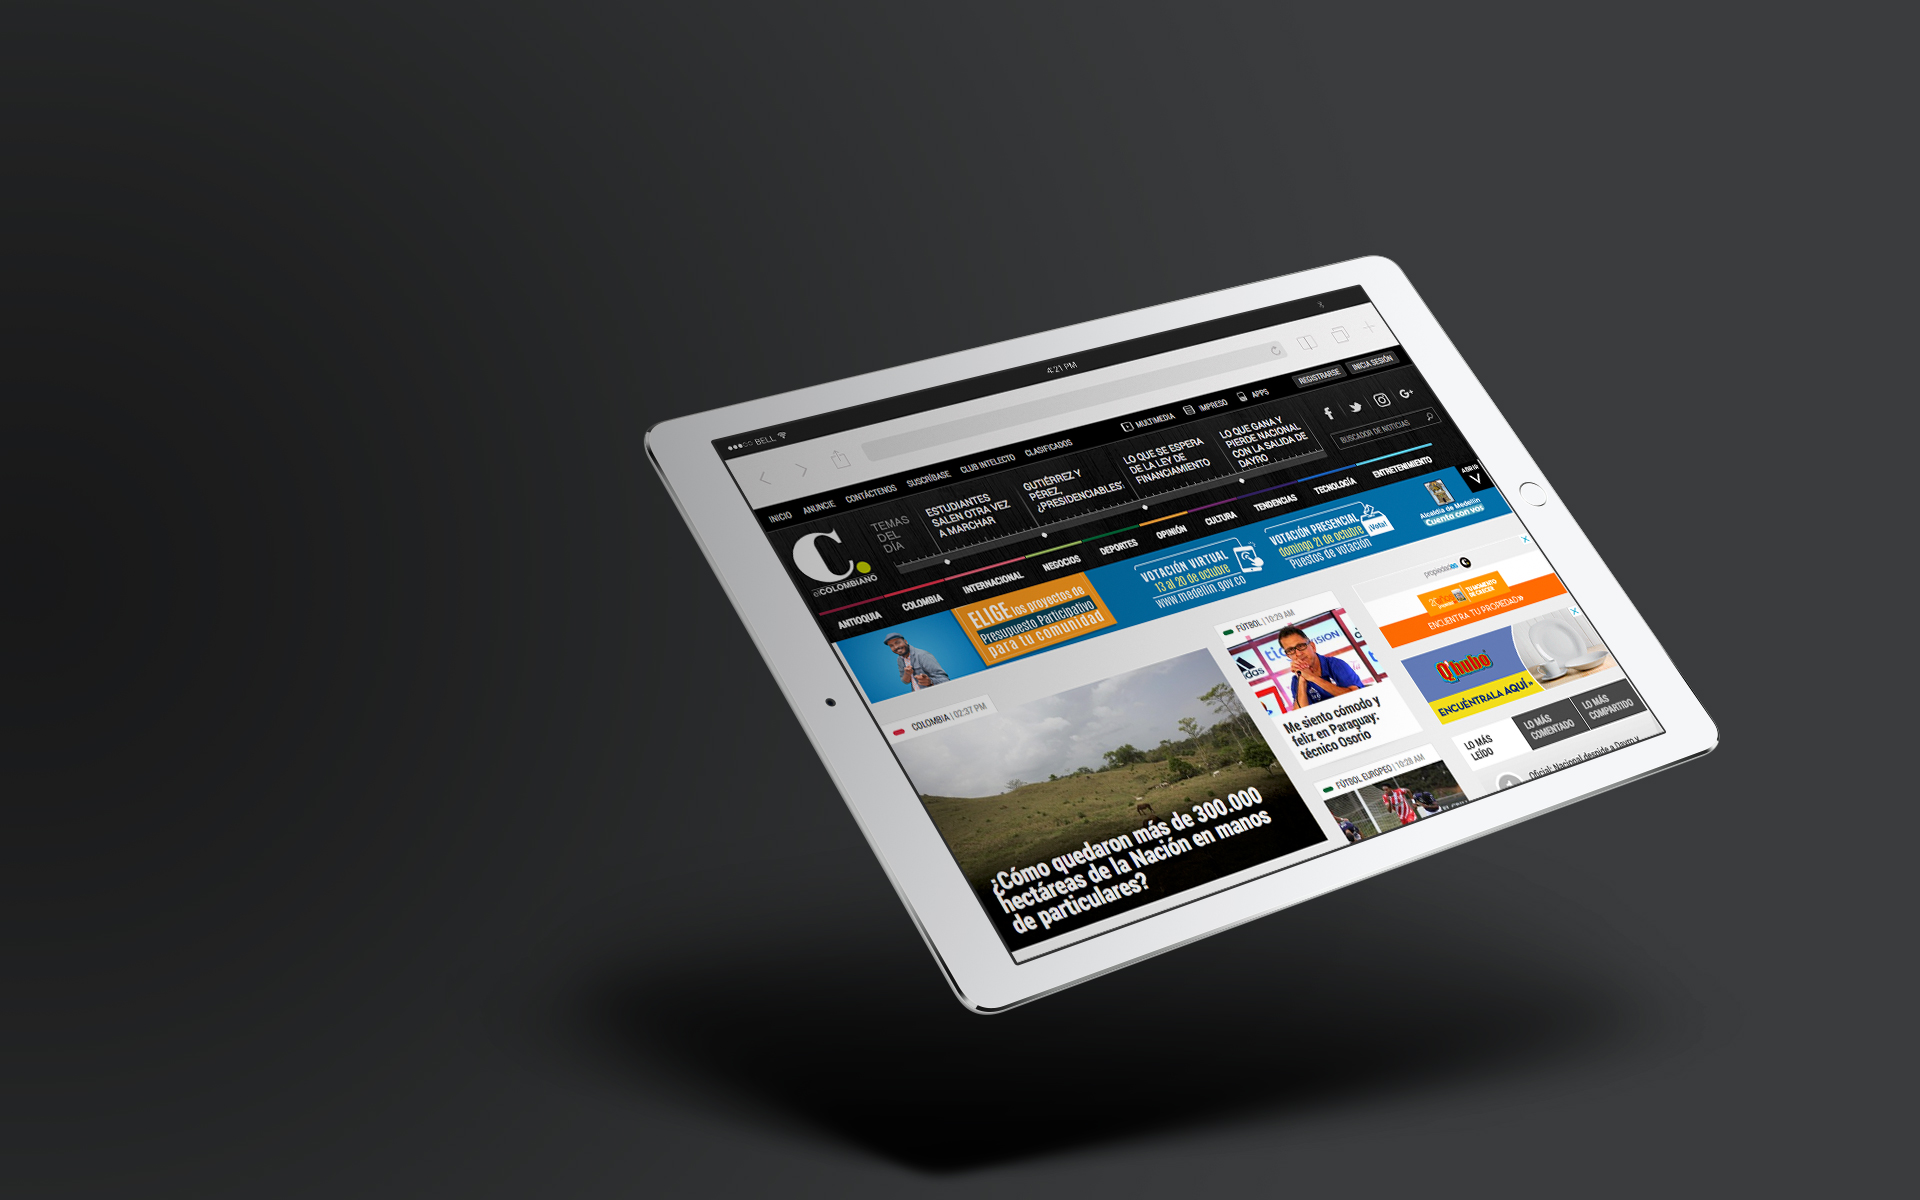 BELL
4:21 PM
INICIO ANUNCIE CONTÁCTENOS SUSCRÍBASE CLUB INTELECTO CLASIFICADOS MULTIMEDIA IMPRESO APPS REGISTRARSE INICIA SESIÓN
C.
elCOLOMBIANO
TEMAS
DEL
DÍA
ESTUDIANTES
SALEN OTRA VEZ
A MARCHAR
GUTIÉRREZ Y
PÉREZ,
¿PRESIDENCIABLES?
LO QUE SE ESPERA
DE LA LEY DE
FINANCIAMIENTO
LO QUE GANA Y
PIERDE NACIONAL
CON LA SALIDA DE
DAYRO
BUSCADOR DE NOTICIAS
ANTIOQUIA COLOMBIA INTERNACIONAL NEGOCIOS DEPORTES OPINIÓN CULTURA TENDENCIAS TECNOLOGÍA ENTRETENIMIENTO
ELIGE los proyectos de
Presupuesto Participativo
para tu comunidad
VOTACIÓN VIRTUAL
13 al 20 de octubre
www.medellin.gov.co
VOTACIÓN PRESENCIAL
domingo 21 de octubre
Puestos de votación
¡Vota!
Alcaldía de Medellín
Cuenta con vos
ABRIR
COLOMBIA | 02:37 PM
¿Cómo quedaron más de 300.000
hectáreas de la Nación en manos
de particulares?
FÚTBOL | 10:29 AM
Me siento cómodo y
feliz en Paraguay:
técnico Osorio
FÚTBOL EUROPEO | 10:28 AM
TU MOMENTO
DE CRECER
ENCUENTRA TU PROPIEDAD»
Q'hubo
ENCUÉNTRALA AQUÍ »
LO MÁS
LEÍDO
LO MÁS
COMENTADO
LO MÁS
COMPARTIDO
Oficial: Nacional despide a Dayro y